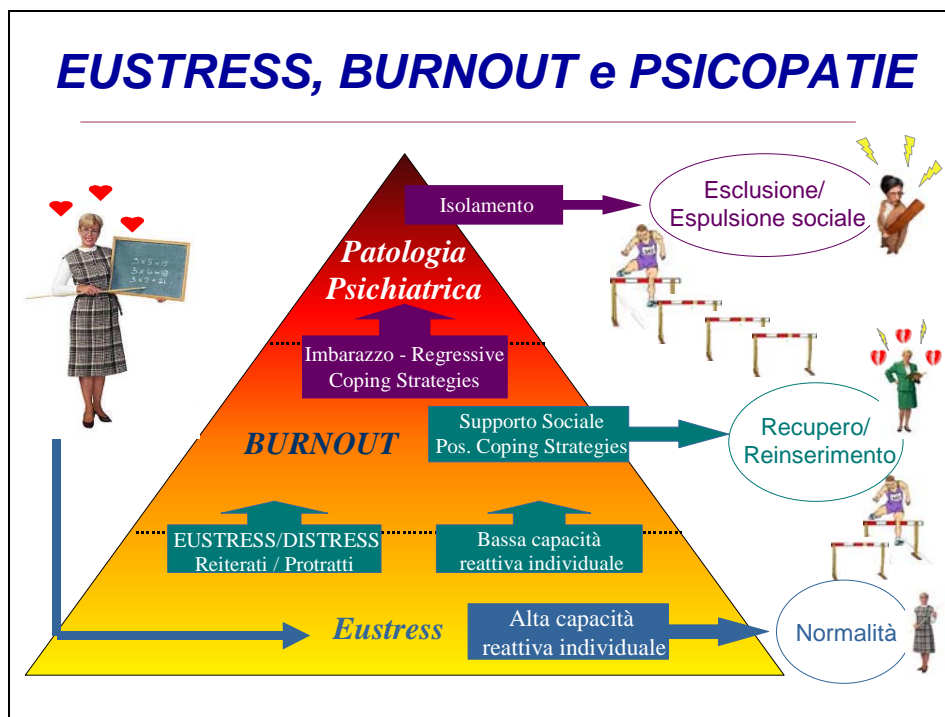 EUSTRESS, BURNOUT e PSICOPATIE
Isolamento
Esclusione/
Espulsione sociale
Patologia
Psichiatrica
Imbarazzo - Regressive
Coping Strategies
BURNOUT
Supporto Sociale
Pos. Coping Strategies
Recupero/
Reinserimento
EUSTRESS/DISTRESS
Reiterati / Protratti
Bassa capacità
reattiva individuale
Eustress
Alta capacità
reattiva individuale
Normalità